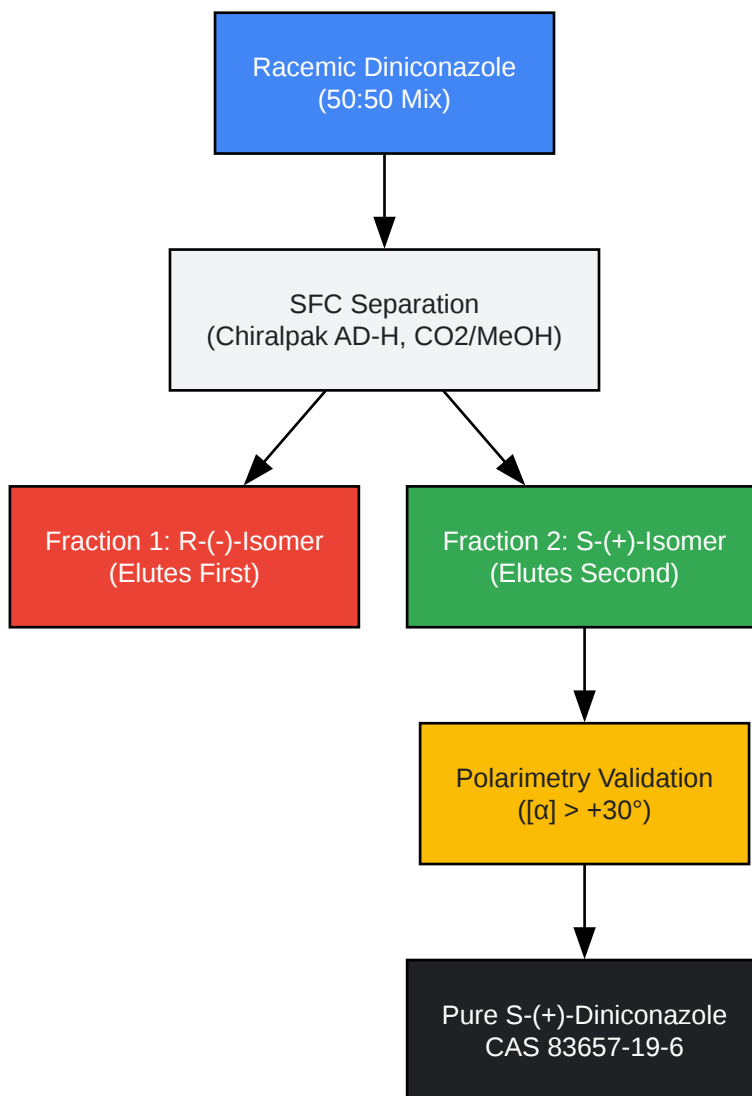 Racemic Diniconazole
(50:50 Mix)
SFC Separation
(Chiralpak AD-H, CO2/MeOH)
Fraction 1: R-(-)-Isomer
(Elutes First)
Fraction 2: S-(+)-Isomer
(Elutes Second)
Polarimetry Validation
([α] > +30°)
Pure S-(+)-Diniconazole
CAS 83657-19-6